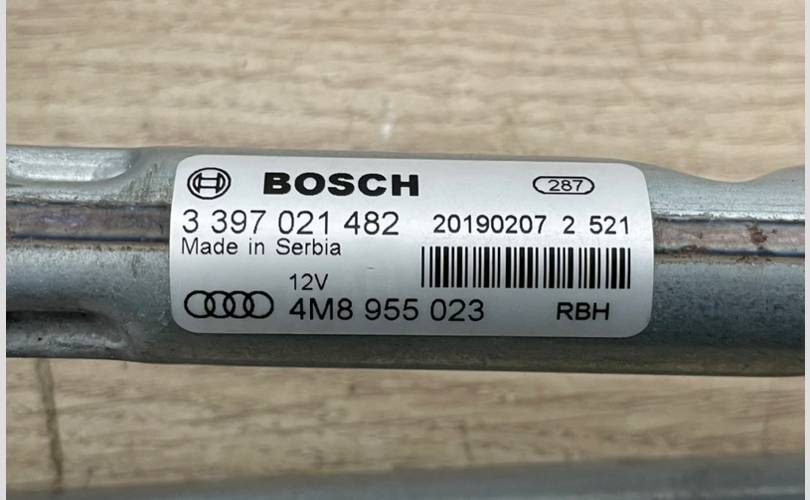 BOSCH 287
3 397 021 482 20190207 2 521
Made in Serbia
12V
4M8 955 023 RBH